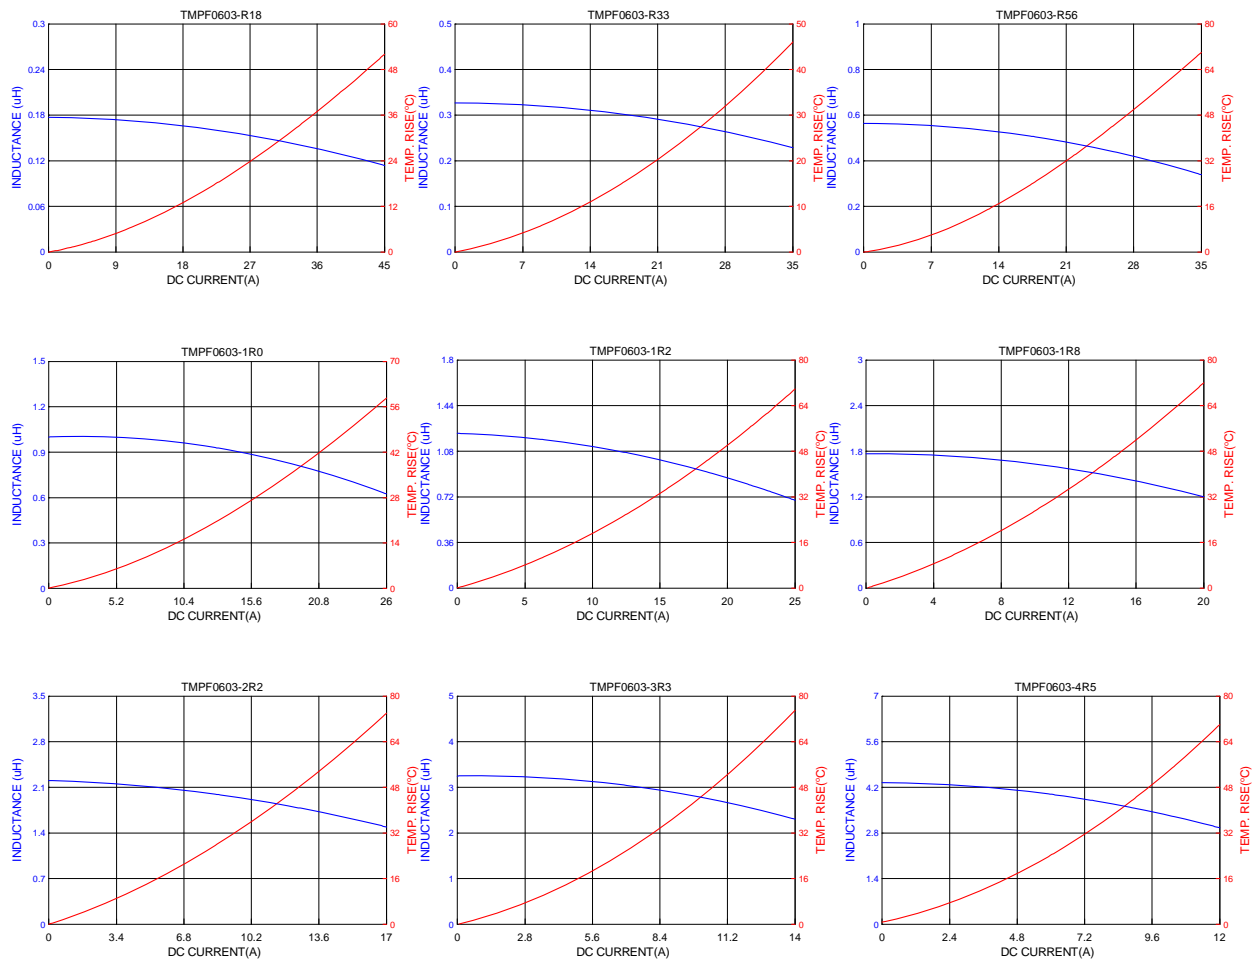 TMPF0603-R18
0.3
0.24
0.18
0.12
0.06
0
60
48
36
24
12
0
0 9 18 27 36 45
INDUCTANCE (uH)
TEMP. RISE(°C)
DC CURRENT(A)
TMPF0603-R33
0.5
0.4
0.3
0.2
0.1
0
50
40
30
20
10
0
0 7 14 21 28 35
INDUCTANCE (uH)
TEMP. RISE(°C)
DC CURRENT(A)
TMPF0603-R56
1
0.8
0.6
0.4
0.2
0
80
64
48
32
16
0
0 7 14 21 28 35
INDUCTANCE (uH)
TEMP. RISE(°C)
DC CURRENT(A)
TMPF0603-1R0
1.5
1.2
0.9
0.6
0.3
0
70
56
42
28
14
0
0 5.2 10.4 15.6 20.8 26
INDUCTANCE (uH)
TEMP. RISE(°C)
DC CURRENT(A)
TMPF0603-1R2
1.8
1.44
1.08
0.72
0.36
0
80
64
48
32
16
0
0 5 10 15 20 25
INDUCTANCE (uH)
TEMP. RISE(°C)
DC CURRENT(A)
TMPF0603-1R8
3
2.4
1.8
1.2
0.6
0
80
64
48
32
16
0
0 4 8 12 16 20
INDUCTANCE (uH)
TEMP. RISE(°C)
DC CURRENT(A)
TMPF0603-2R2
3.5
2.8
2.1
1.4
0.7
0
80
64
48
32
16
0
0 3.4 6.8 10.2 13.6 17
INDUCTANCE (uH)
TEMP. RISE(°C)
DC CURRENT(A)
TMPF0603-3R3
5
4
3
2
1
0
80
64
48
32
16
0
0 2.8 5.6 8.4 11.2 14
INDUCTANCE (uH)
TEMP. RISE(°C)
DC CURRENT(A)
TMPF0603-4R5
7
5.6
4.2
2.8
1.4
0
80
64
48
32
16
0
0 2.4 4.8 7.2 9.6 12
INDUCTANCE (uH)
TEMP. RISE(°C)
DC CURRENT(A)